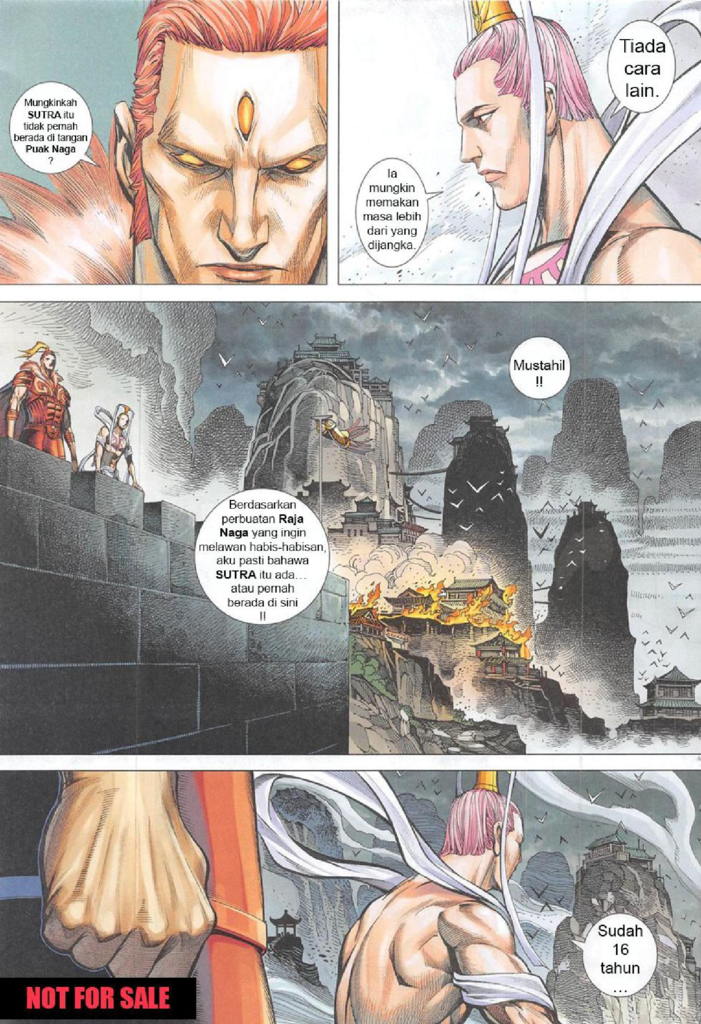 Mungkinkah
SUTRA itu
tidak pernah
berada di tangan
Puak Naga
?
Tiada
cara
lain.
Ia
mungkin
memakan
masa lebih
dari yang
dijangka.
Mustahil
!!
Berdasarkan
perbuatan Raja
Naga yang ingin
melawan habis-habisan,
aku pasti bahawa
SUTRA itu ada...
atau pernah
berada di sini
!!
Sudah
16
tahun
...
NOT FOR SALE